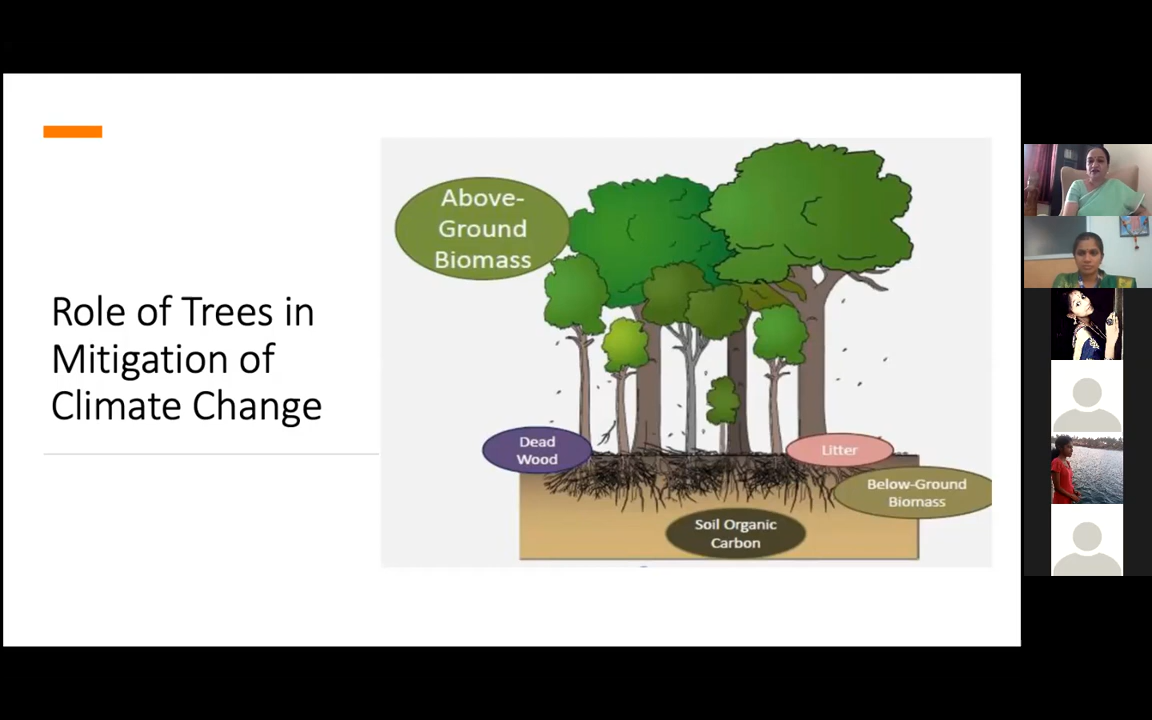 Role of Trees in
Mitigation of
Climate Change
Above-
Ground
Biomass
Dead
Wood
Litter
Below-Ground
Biomass
Soil Organic
Carbon